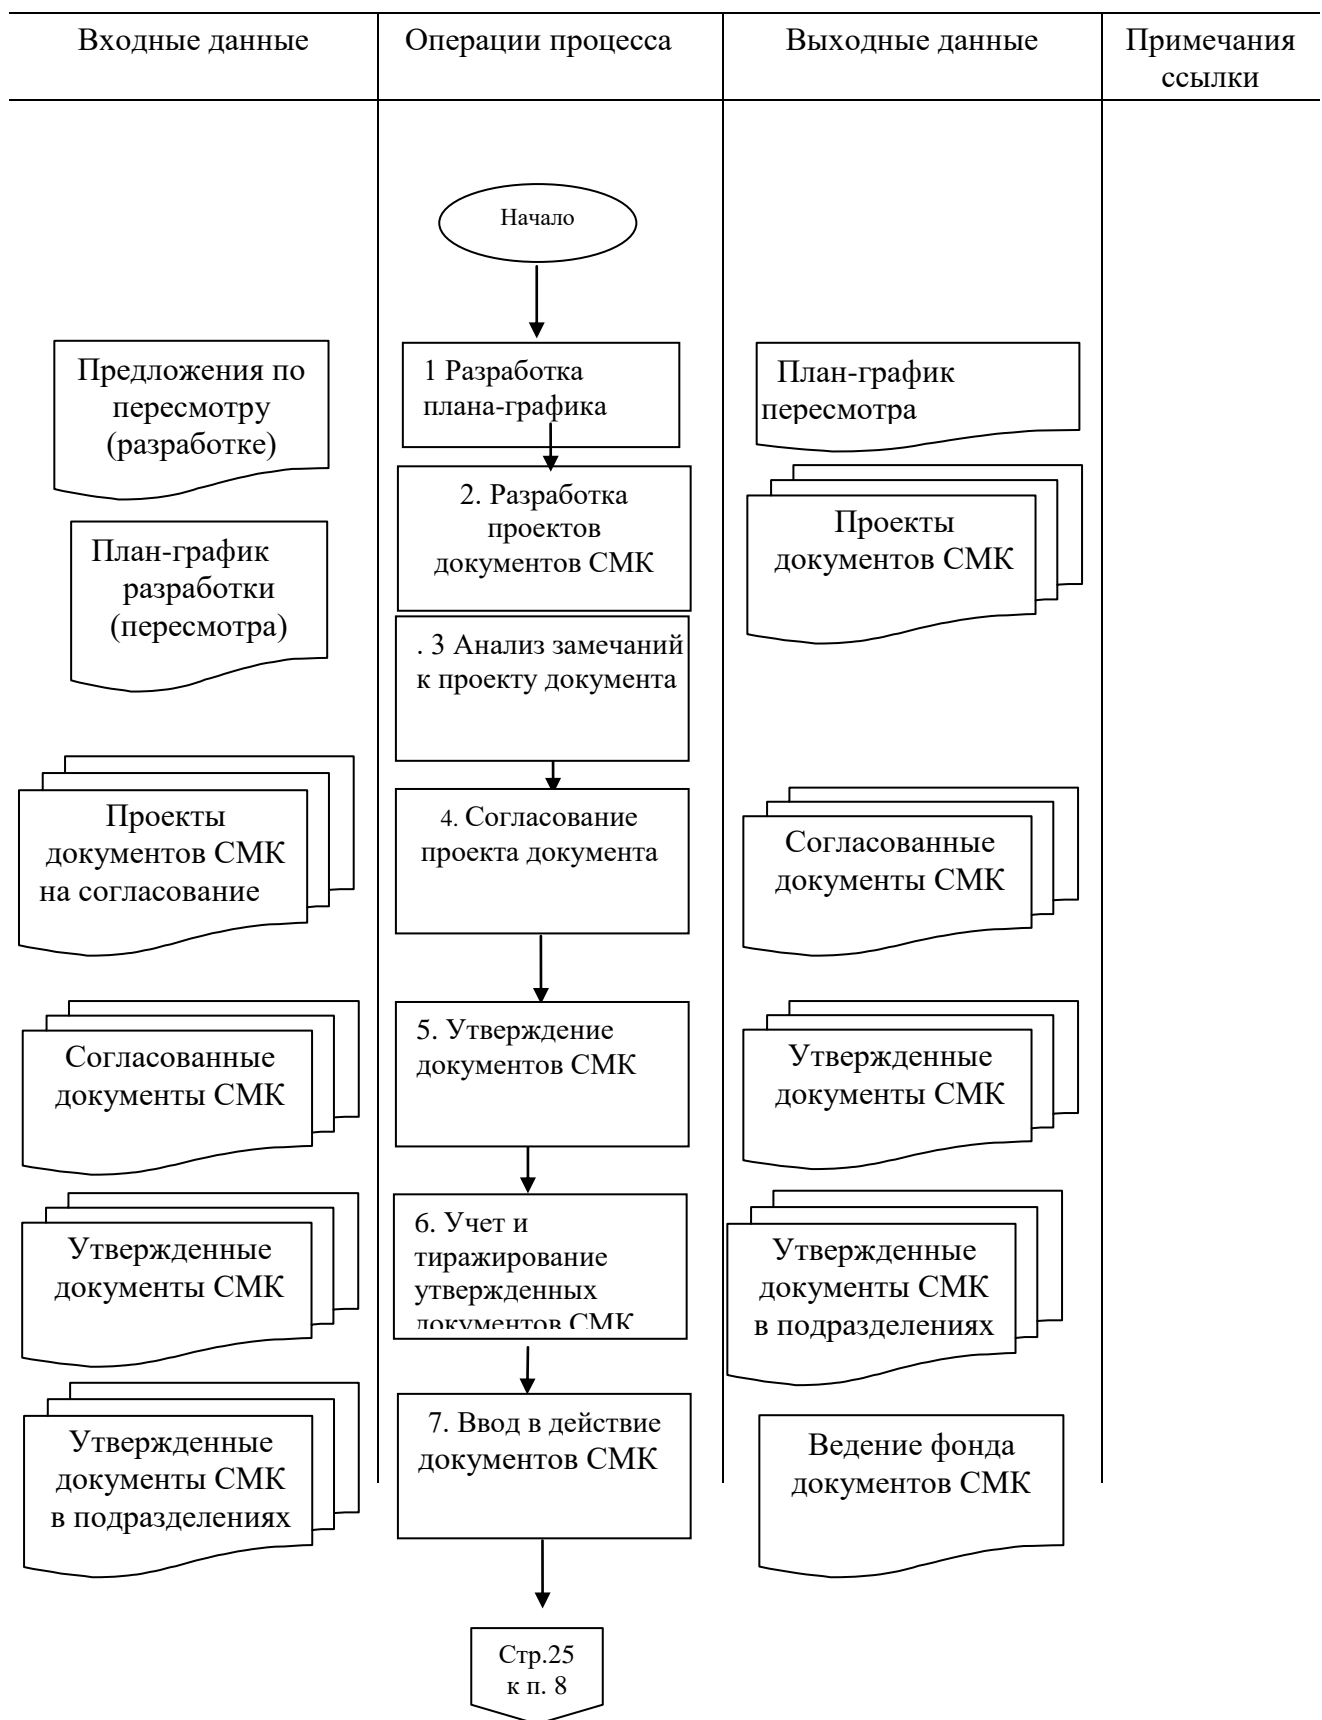 Входные данные
Операции процесса
Выходные данные
Примечания
ссылки
Начало
Предложения по
пересмотру
(разработке)
1 Разработка
плана-графика
План-график
пересмотра
План-график
разработки
(пересмотра)
2. Разработка
проектов
документов СМК
Проекты
документов СМК
. 3 Анализ замечаний
к проекту документа
Проекты
документов СМК
на согласование
4. Согласование
проекта документа
Согласованные
документы СМК
Согласованные
документы СМК
5. Утверждение
документов СМК
Утвержденные
документы СМК
Утвержденные
документы СМК
6. Учет и
тиражирование
утвержденных
документов СМК
Утвержденные
документы СМК
в подразделениях
Утвержденные
документы СМК
в подразделениях
7. Ввод в действие
документов СМК
Ведение фонда
документов СМК
Стр.25
к п. 8